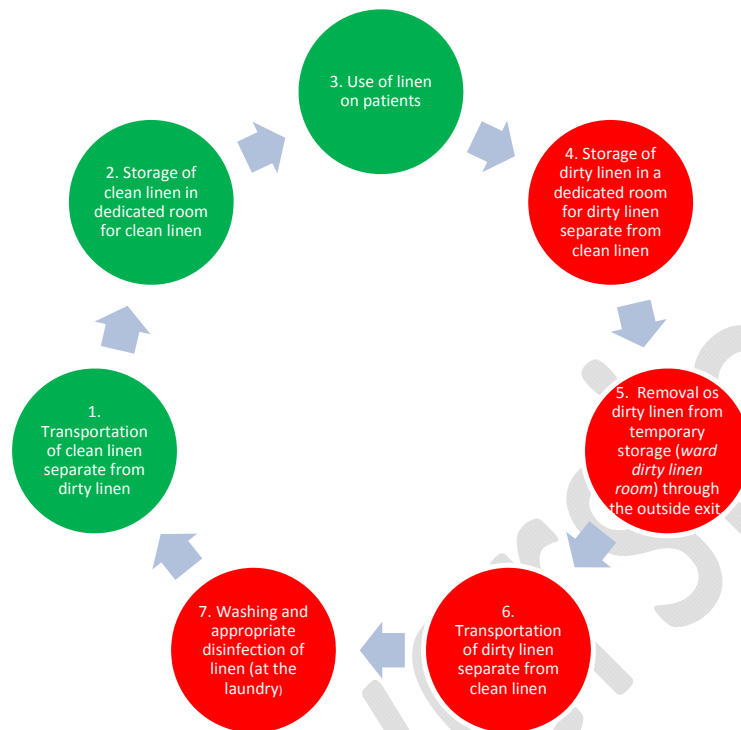 3. Use of linen
on patients
4. Storage of
dirty linen in a
dedicated room
for dirty linen
separate from
clean linen
5. Removal os
dirty linen from
temporary
storage (ward
dirty linen
room) through
the outside exit
6.
Transportation
of dirty linen
separate from
clean linen
7. Washing and
appropriate
disinfection of
linen (at the
laundry)
1.
Transportation
of clean linen
separate from
dirty linen
2. Storage of
clean linen in
dedicated room
for clean linen